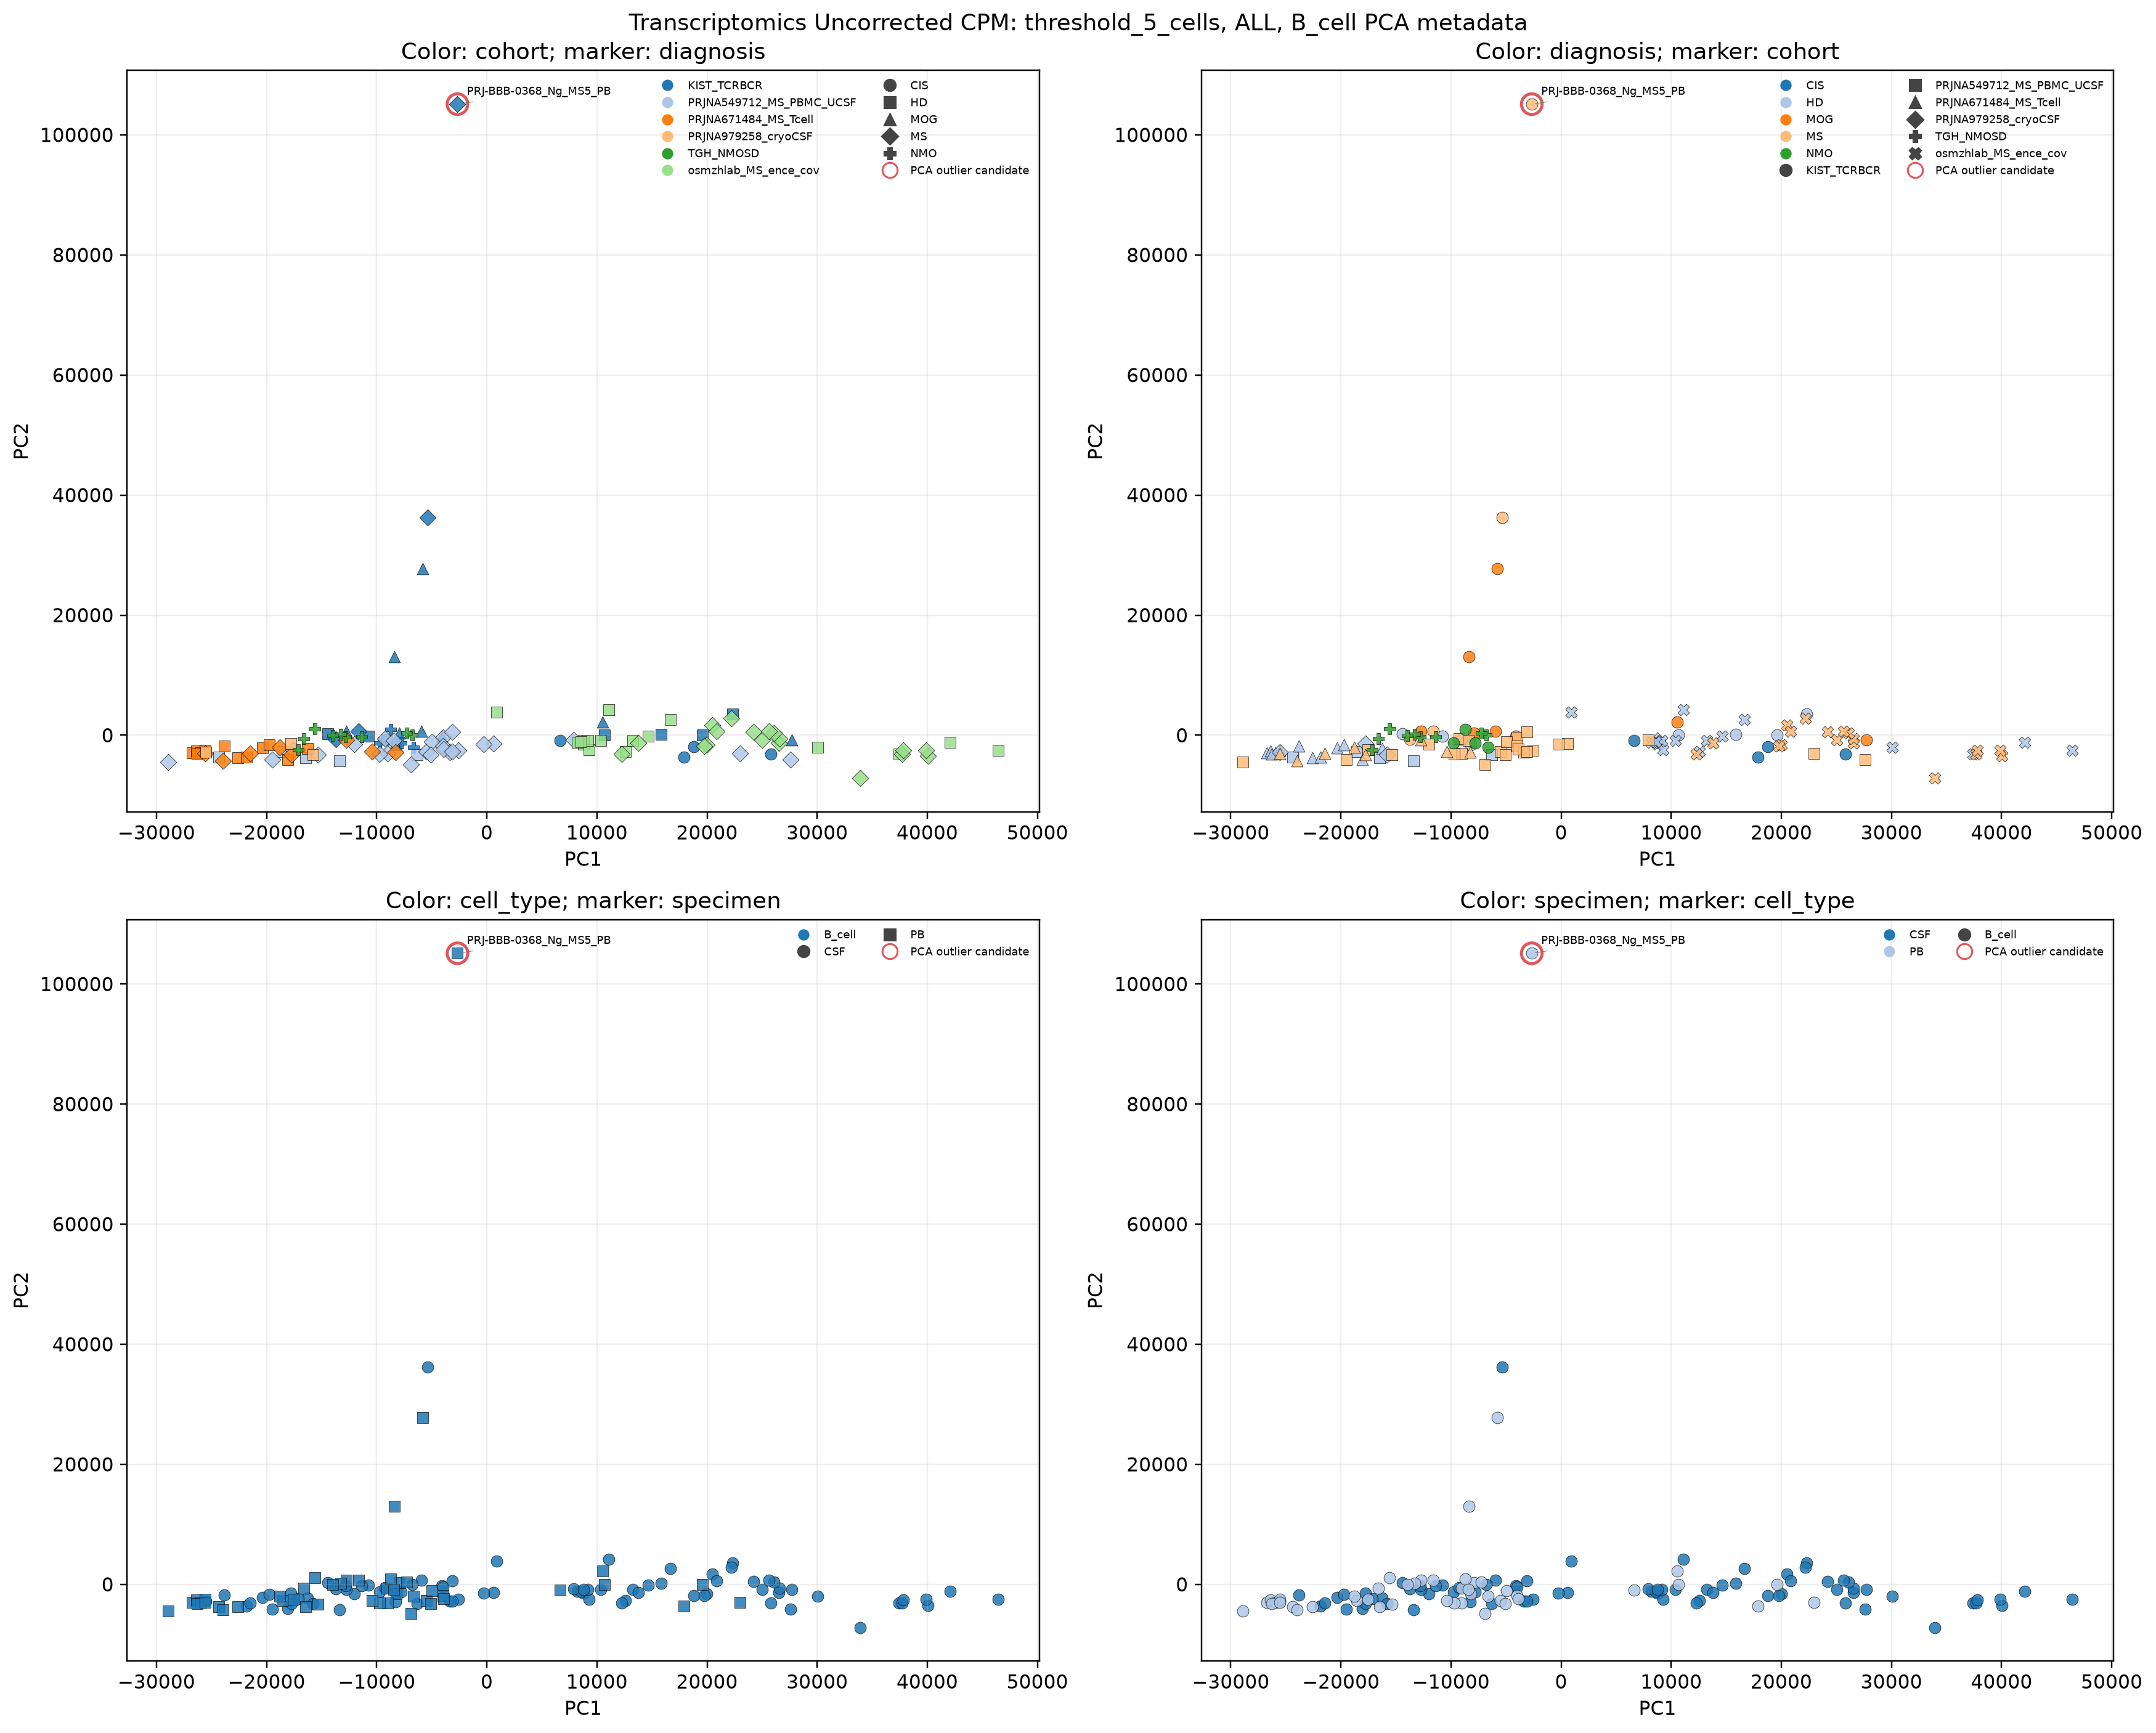 Transcriptomics Uncorrected CPM: threshold_5_cells, ALL, B_cell PCA metadata
Color: cohort; marker: diagnosis
PRJ-BBB-0368_Ng_MS5_PB
KIST_TCRBCR
PRJNA549712_MS_PBMC_UCSF
PRJNA671484_MS_Tcell
PRJNA979258_cryoCSF
TGH_NMOSD
osmzhlab_MS_ence_cov
CIS
HD
MOG
MS
NMO
PCA outlier candidate
100000
80000
60000
40000
20000
0
PC2
−30000 −20000 −10000 0 10000 20000 30000 40000 50000
PC1
Color: diagnosis; marker: cohort
PRJ-BBB-0368_Ng_MS5_PB
CIS
HD
MOG
MS
NMO
KIST_TCRBCR
PRJNA549712_MS_PBMC_UCSF
PRJNA671484_MS_Tcell
PRJNA979258_cryoCSF
TGH_NMOSD
osmzhlab_MS_ence_cov
PCA outlier candidate
100000
80000
60000
40000
20000
0
PC2
−30000 −20000 −10000 0 10000 20000 30000 40000 50000
PC1
Color: cell_type; marker: specimen
PRJ-BBB-0368_Ng_MS5_PB
B_cell
CSF
PB
PCA outlier candidate
100000
80000
60000
40000
20000
0
PC2
−30000 −20000 −10000 0 10000 20000 30000 40000 50000
PC1
Color: specimen; marker: cell_type
PRJ-BBB-0368_Ng_MS5_PB
CSF
PB
B_cell
PCA outlier candidate
100000
80000
60000
40000
20000
0
PC2
−30000 −20000 −10000 0 10000 20000 30000 40000 50000
PC1